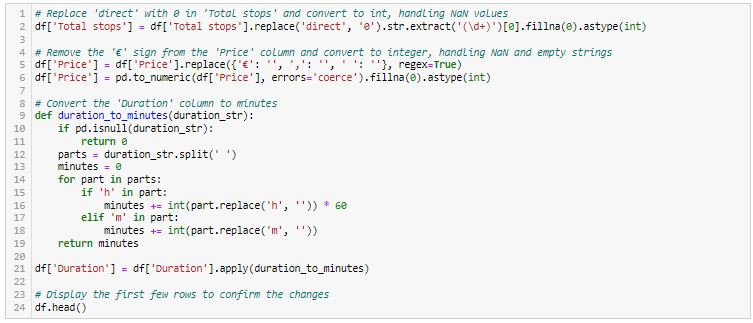 1 # Replace 'direct' with 0 in 'Total stops' and convert to int, handling NaN values
2 df['Total stops'] = df['Total stops'].replace('direct', '0').str.extract('(\d+)')[0].fillna(0).astype(int)
3
4 # Remove the '€' sign from the 'Price' column and convert to integer, handling NaN and empty strings
5 df['Price'] = df['Price'].replace({'€': '', ',': '', ' ': ''}, regex=True)
6 df['Price'] = pd.to_numeric(df['Price'], errors='coerce').fillna(0).astype(int)
7
8 # Convert the 'Duration' column to minutes
9 def duration_to_minutes(duration_str):
10     if pd.isnull(duration_str):
11         return 0
12     parts = duration_str.split(' ')
13     minutes = 0
14     for part in parts:
15         if 'h' in part:
16             minutes += int(part.replace('h', '')) * 60
17         elif 'm' in part:
18             minutes += int(part.replace('m', ''))
19     return minutes
20
21 df['Duration'] = df['Duration'].apply(duration_to_minutes)
22
23 # Display the first few rows to confirm the changes
24 df.head()